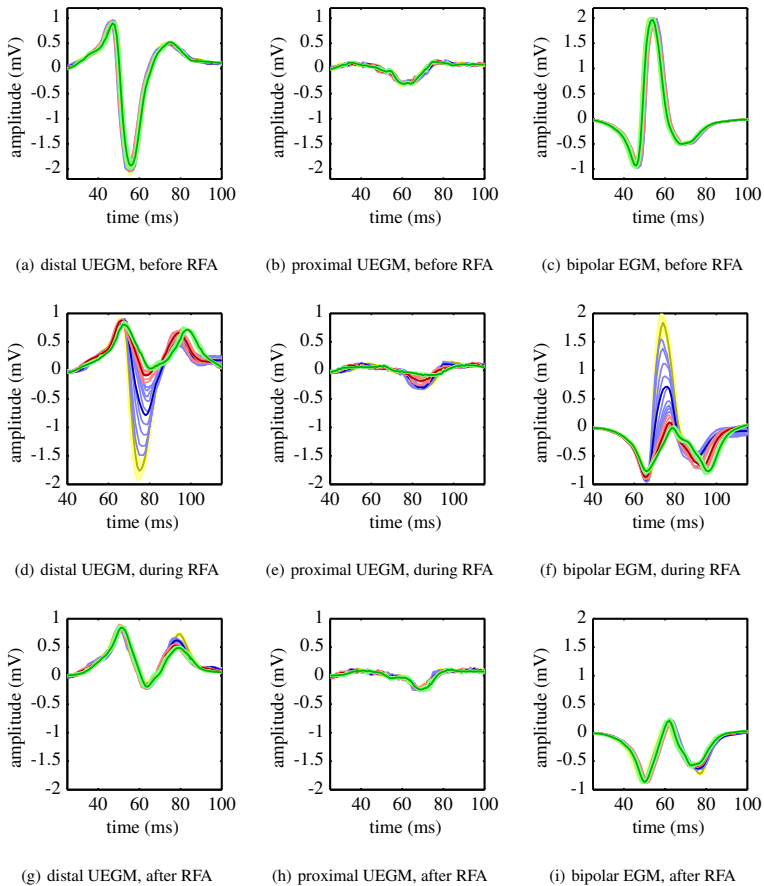 1
0.5
0
-0.5
-1
-1.5
-2
amplitude (mV)
40 60 80 100
time (ms)
(a) distal UEGM, before RFA
1
0.5
0
-0.5
-1
-1.5
-2
amplitude (mV)
40 60 80 100
time (ms)
(b) proximal UEGM, before RFA
2
1.5
1
0.5
0
-0.5
-1
amplitude (mV)
40 60 80 100
time (ms)
(c) bipolar EGM, before RFA
1
0.5
0
-0.5
-1
-1.5
-2
amplitude (mV)
40 60 80 100
time (ms)
(d) distal UEGM, during RFA
1
0.5
0
-0.5
-1
-1.5
-2
amplitude (mV)
40 60 80 100
time (ms)
(e) proximal UEGM, during RFA
2
1.5
1
0.5
0
-0.5
-1
amplitude (mV)
40 60 80 100
time (ms)
(f) bipolar EGM, during RFA
1
0.5
0
-0.5
-1
-1.5
-2
amplitude (mV)
40 60 80 100
time (ms)
(g) distal UEGM, after RFA
1
0.5
0
-0.5
-1
-1.5
-2
amplitude (mV)
40 60 80 100
time (ms)
(h) proximal UEGM, after RFA
2
1.5
1
0.5
0
-0.5
-1
amplitude (mV)
40 60 80 100
time (ms)
(i) bipolar EGM, after RFA